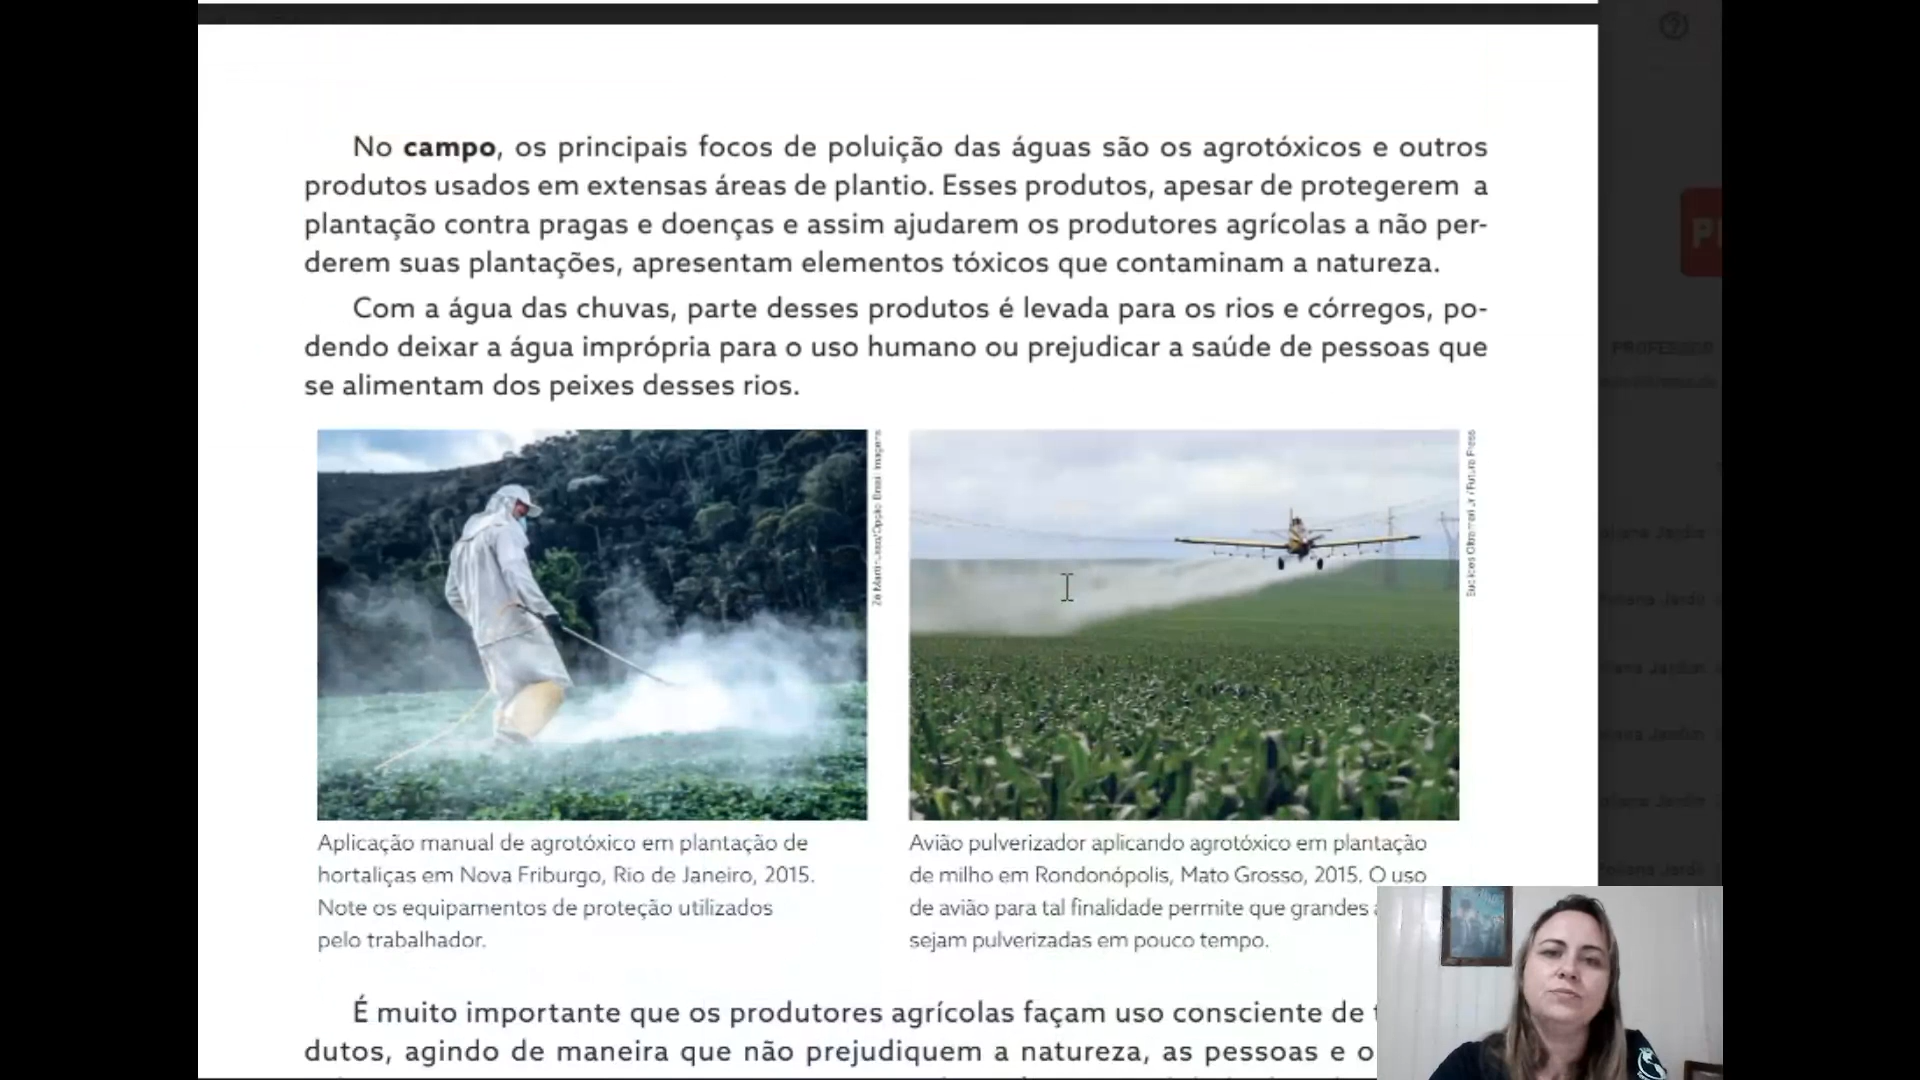 No campo, os principais focos de poluição das águas são os agrotóxicos e outros
produtos usados em extensas áreas de plantio. Esses produtos, apesar de protegerem a
plantação contra pragas e doenças e assim ajudarem os produtores agrícolas a não per-
derem suas plantações, apresentam elementos tóxicos que contaminam a natureza.
Com a água das chuvas, parte desses produtos é levada para os rios e córregos, po-
dendo deixar a água imprópria para o uso humano ou prejudicar a saúde de pessoas que
se alimentam dos peixes desses rios.
Aplicação manual de agrotóxico em plantação de
hortaliças em Nova Friburgo, Rio de Janeiro, 2015.
Note os equipamentos de proteção utilizados
pelo trabalhador.
Avião pulverizador aplicando agrotóxico em plantação
de milho em Rondonópolis, Mato Grosso, 2015. O uso
de avião para tal finalidade permite que grandes
sejam pulverizadas em pouco tempo.
É muito importante que os produtores agrícolas façam uso consciente de
dutos, agindo de maneira que não prejudiquem a natureza, as pessoas e o
PROFESSO